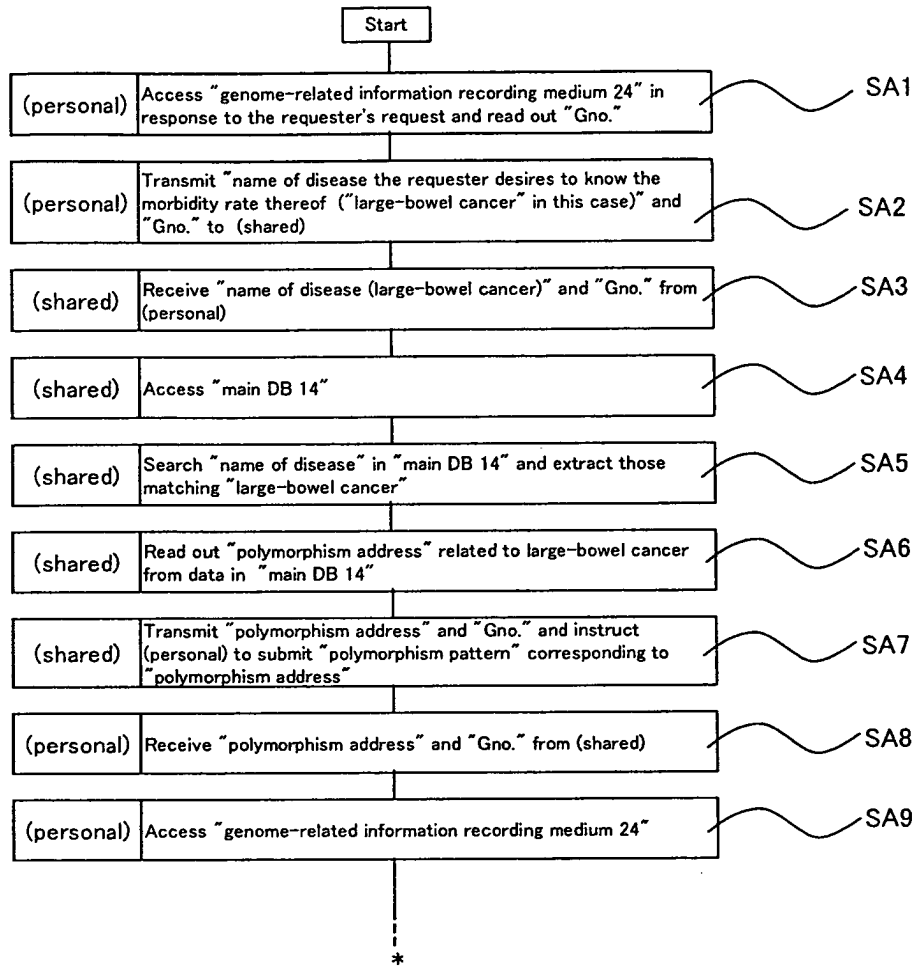 Start
(personal)
Access "genome-related information recording medium 24" in
response to the requester's request and read out "Gno."
SA1
(personal)
Transmit "name of disease the requester desires to know the
morbidity rate thereof ("large-bowel cancer" in this case)" and
"Gno." to (shared)
SA2
(shared)
Receive "name of disease (large-bowel cancer)" and "Gno." from
(personal)
SA3
(shared)
Access "main DB 14"
SA4
(shared)
Search "name of disease" in "main DB 14" and extract those
matching "large-bowel cancer"
SA5
(shared)
Read out "polymorphism address" related to large-bowel cancer
from data in "main DB 14"
SA6
(shared)
Transmit "polymorphism address" and "Gno." and instruct
(personal) to submit "polymorphism pattern" corresponding to
"polymorphism address"
SA7
(personal)
Receive "polymorphism address" and "Gno." from (shared)
SA8
(personal)
Access "genome-related information recording medium 24"
SA9
*